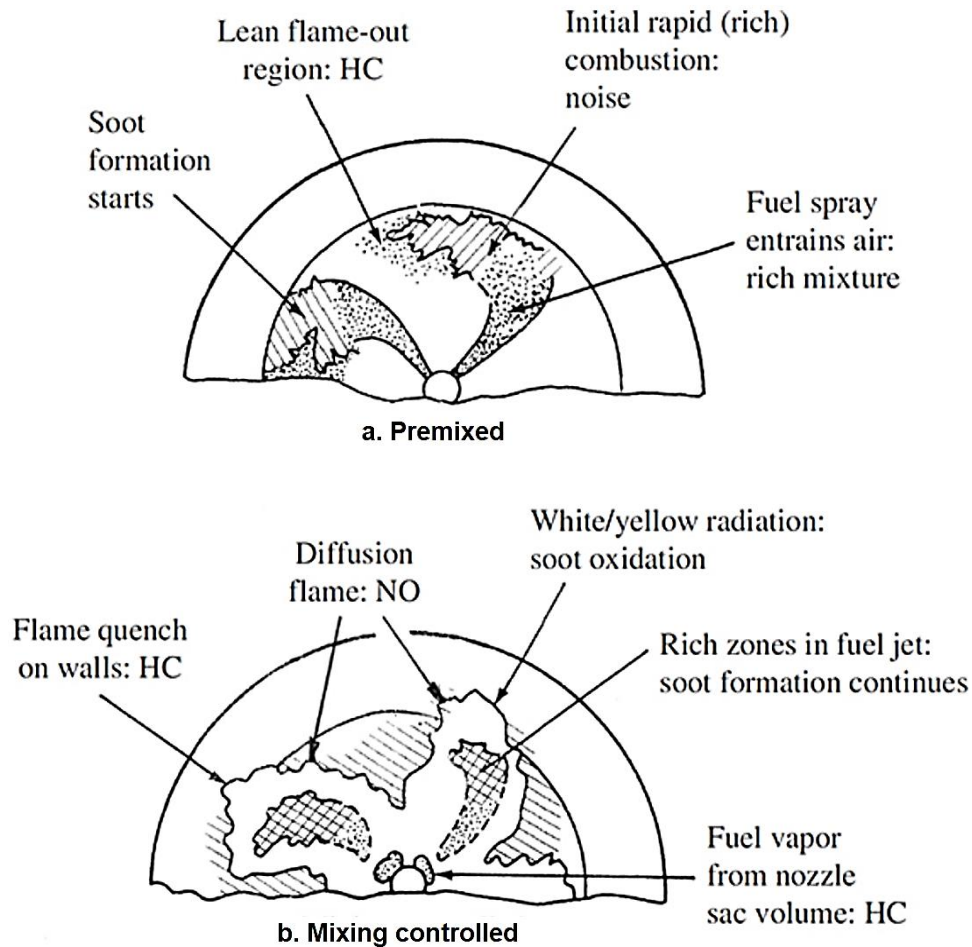 Lean flame-out
region: HC
Initial rapid (rich)
combustion:
noise
Soot
formation
starts
Fuel spray
entrains air:
rich mixture
a. Premixed
White/yellow radiation:
soot oxidation
Diffusion
flame: NO
Flame quench
on walls: HC
Rich zones in fuel jet:
soot formation continues
Fuel vapor
from nozzle
sac volume: HC
b. Mixing controlled